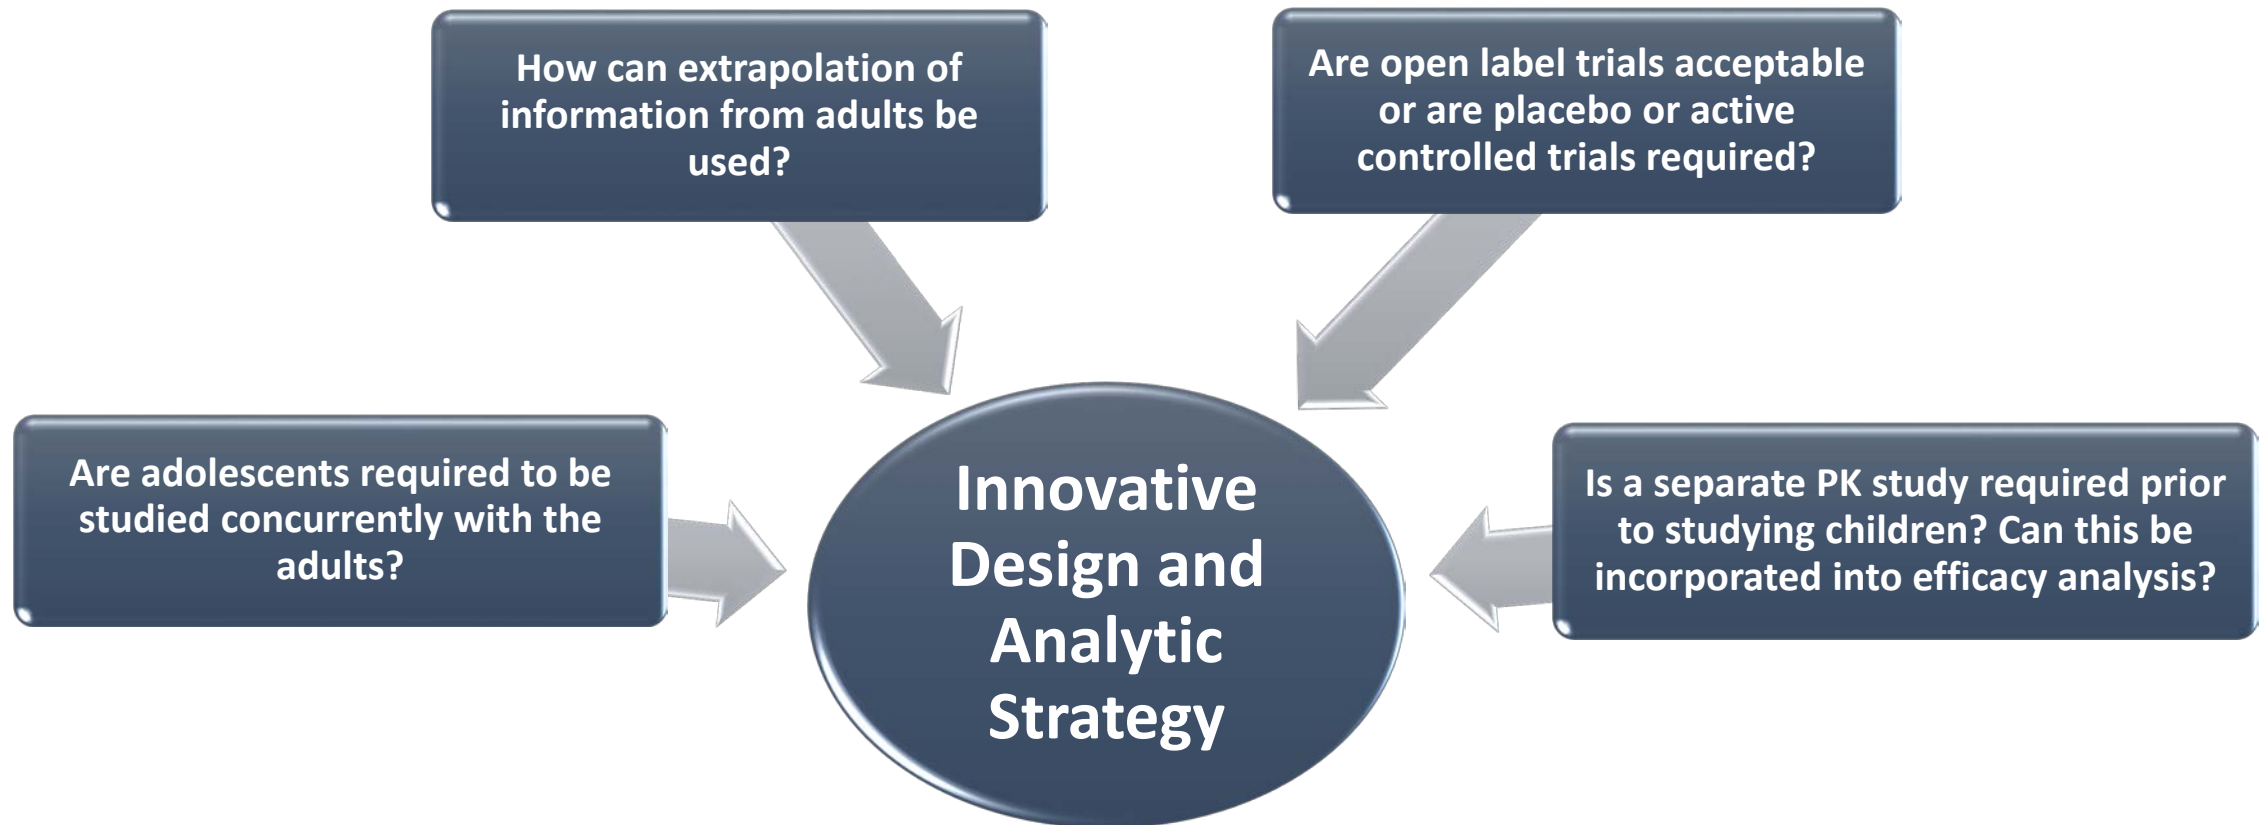 How can extrapolation of
information from adults be
used?
Are open label trials acceptable
or are placebo or active
controlled trials required?
Are adolescents required to be
studied concurrently with the
adults?
Innovative
Design and
Analytic
Strategy
Is a separate PK study required prior
to studying children? Can this be
incorporated into efficacy analysis?